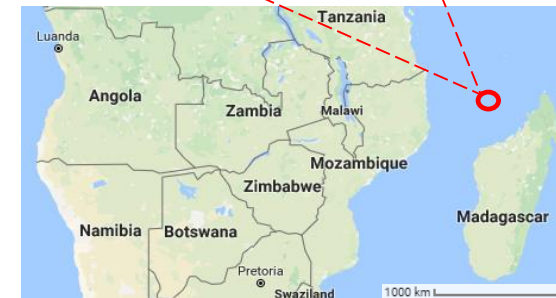 Tanzania
Luanda
Angola
Zambia
Malawi
Mozambique
Zimbabwe
Madagascar
Namibia
Botswana
Pretoria
Swaziland
1000 km